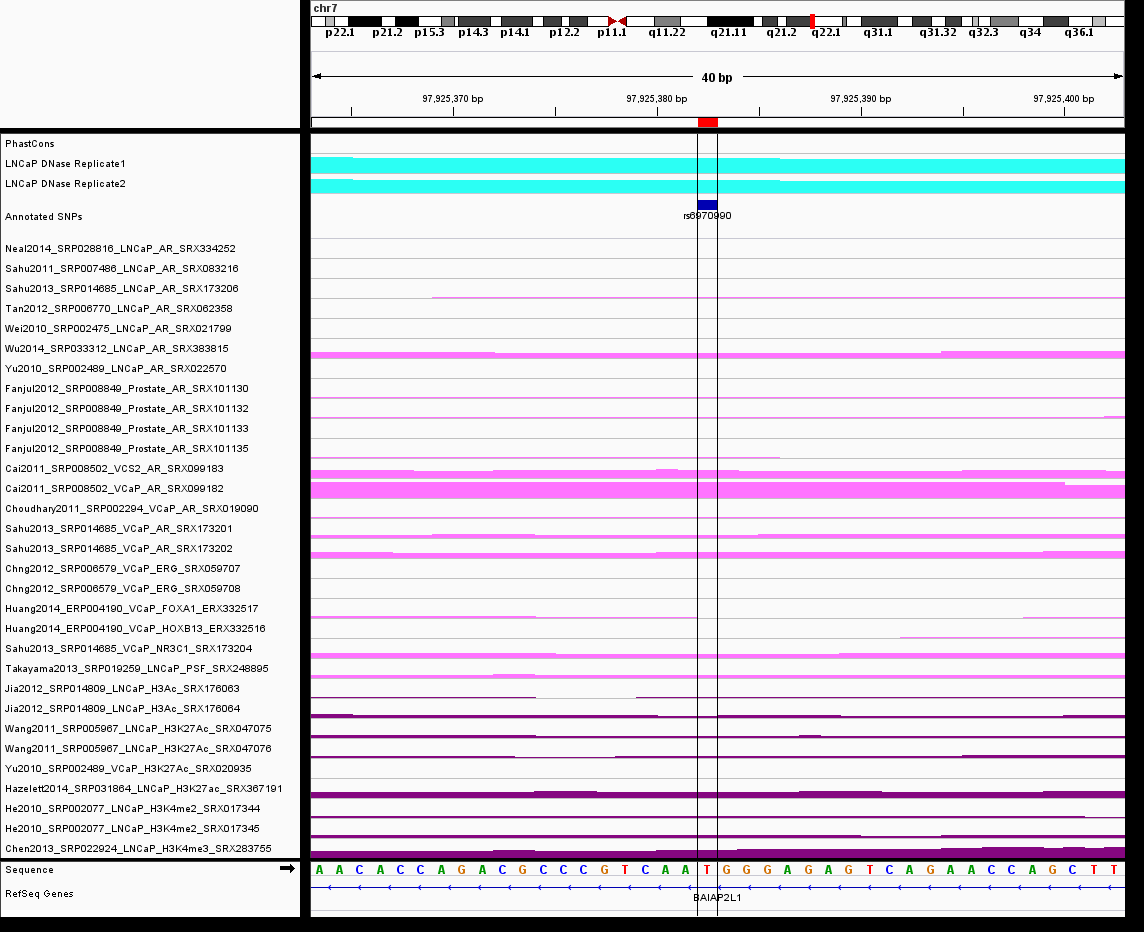 chr7
p22.1 p21.2 p15.3 p14.3 p14.1 p12.2 p11.1 q11.22 q21.11 q21.2 q22.1 q31.1 q31.32 q32.3 q34 q36.1
40 bp
97,925,370 bp 97,925,380 bp 97,925,390 bp 97,925,400 bp
PhastCons
LNCaP DNase Replicate1
LNCaP DNase Replicate2
Annotated SNPs rs6970990
Neal2014_SRP028816_LNCaP_AR_SRX334252
Sahu2011_SRP007486_LNCaP_AR_SRX083216
Sahu2013_SRP014685_LNCaP_AR_SRX173206
Tan2012_SRP006770_LNCaP_AR_SRX062358
Wei2010_SRP002475_LNCaP_AR_SRX021799
Wu2014_SRP033312_LNCaP_AR_SRX383815
Yu2010_SRP002489_LNCaP_AR_SRX022570
Fanjul2012_SRP008849_Prostate_AR_SRX101130
Fanjul2012_SRP008849_Prostate_AR_SRX101132
Fanjul2012_SRP008849_Prostate_AR_SRX101133
Fanjul2012_SRP008849_Prostate_AR_SRX101135
Cai2011_SRP008502_VCS2_AR_SRX099183
Cai2011_SRP008502_VCaP_AR_SRX099182
Choudhary2011_SRP002294_VCaP_AR_SRX019090
Sahu2013_SRP014685_VCaP_AR_SRX173201
Sahu2013_SRP014685_VCaP_AR_SRX173202
Chng2012_SRP006579_VCaP_ERG_SRX059707
Chng2012_SRP006579_VCaP_ERG_SRX059708
Huang2014_ERP004190_VCaP_FOXA1_ERX332517
Huang2014_ERP004190_VCaP_HOXB13_ERX332516
Sahu2013_SRP014685_VCaP_NR3C1_SRX173204
Takayama2013_SRP019259_LNCaP_PSF_SRX248895
Jia2012_SRP014809_LNCaP_H3Ac_SRX176063
Jia2012_SRP014809_LNCaP_H3Ac_SRX176064
Wang2011_SRP005967_LNCaP_H3K27Ac_SRX047075
Wang2011_SRP005967_LNCaP_H3K27Ac_SRX047076
Yu2010_SRP002489_VCaP_H3K27Ac_SRX020935
Hazelett2014_SRP031864_LNCaP_H3K27ac_SRX367191
He2010_SRP002077_LNCaP_H3K4me2_SRX017344
He2010_SRP002077_LNCaP_H3K4me2_SRX017345
Chen2013_SRP022924_LNCaP_H3K4me3_SRX283755
Sequence A A C A C C A G A C G C C C G T C A A T G G G A G A G T C A G A A C C A G C T T
RefSeq Genes
BAIAP2L1